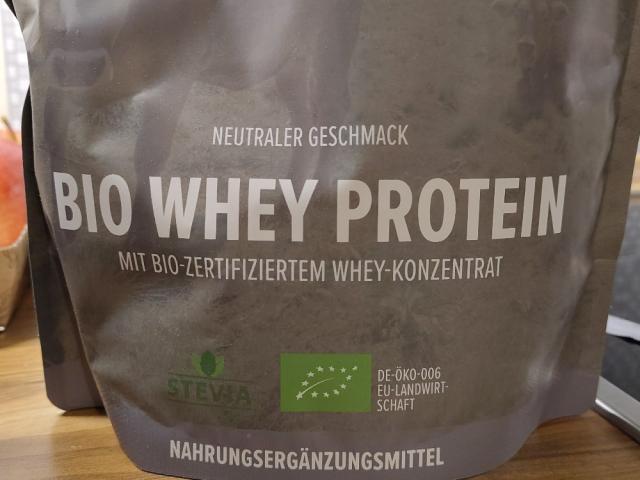 NEUTRALER GESCHMACK
BIO WHEY PROTEIN
MIT BIO-ZERTIFIZIERTEM WHEY-KONZENTRAT
STEVIA
DE-ÖKO-006
EU-LANDWIRT-
SCHAFT
NAHRUNGSERGÄNZUNGSMITTEL